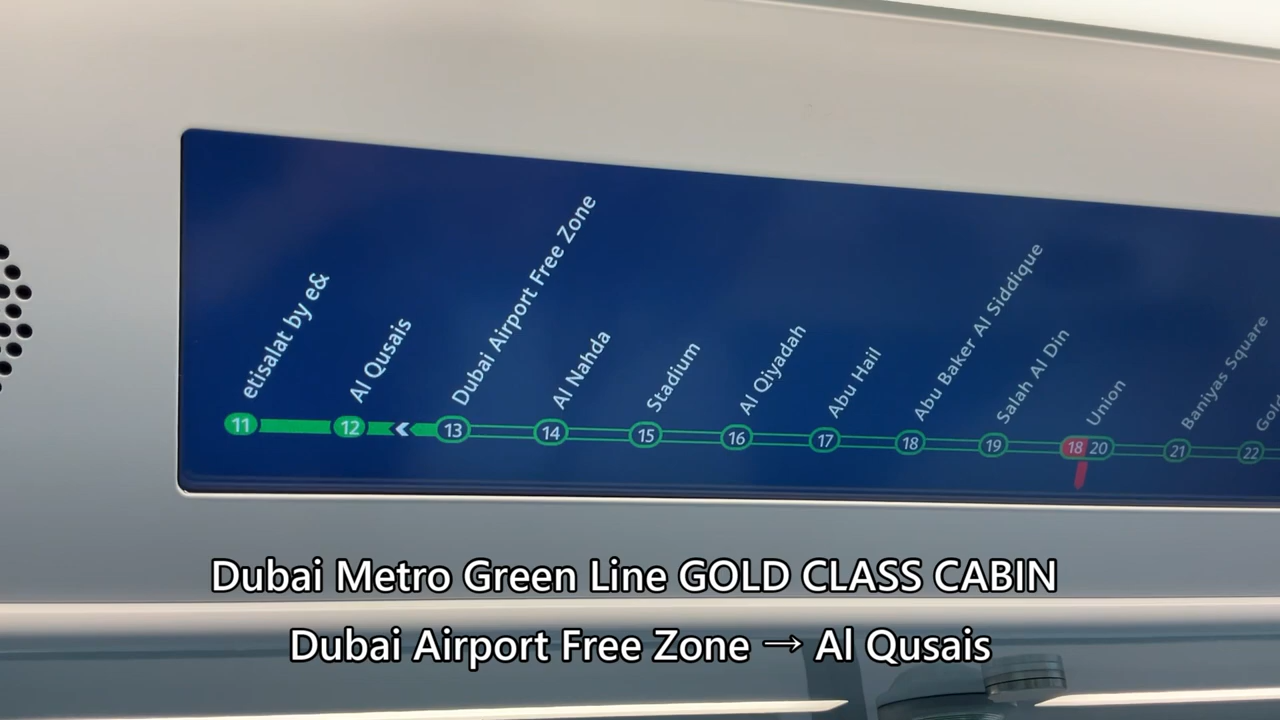 etisalat by e&
Al Qusais
Dubai Airport Free Zone
Al Nahda
Stadium
Al Qiyadah
Abu Hail
Abu Baker Al Siddique
Salah Al Din
Union
Baniyas Square
11 12 13 14 15 16 17 18 19 18 20 21 22
Dubai Metro Green Line GOLD CLASS CABIN
Dubai Airport Free Zone → Al Qusais